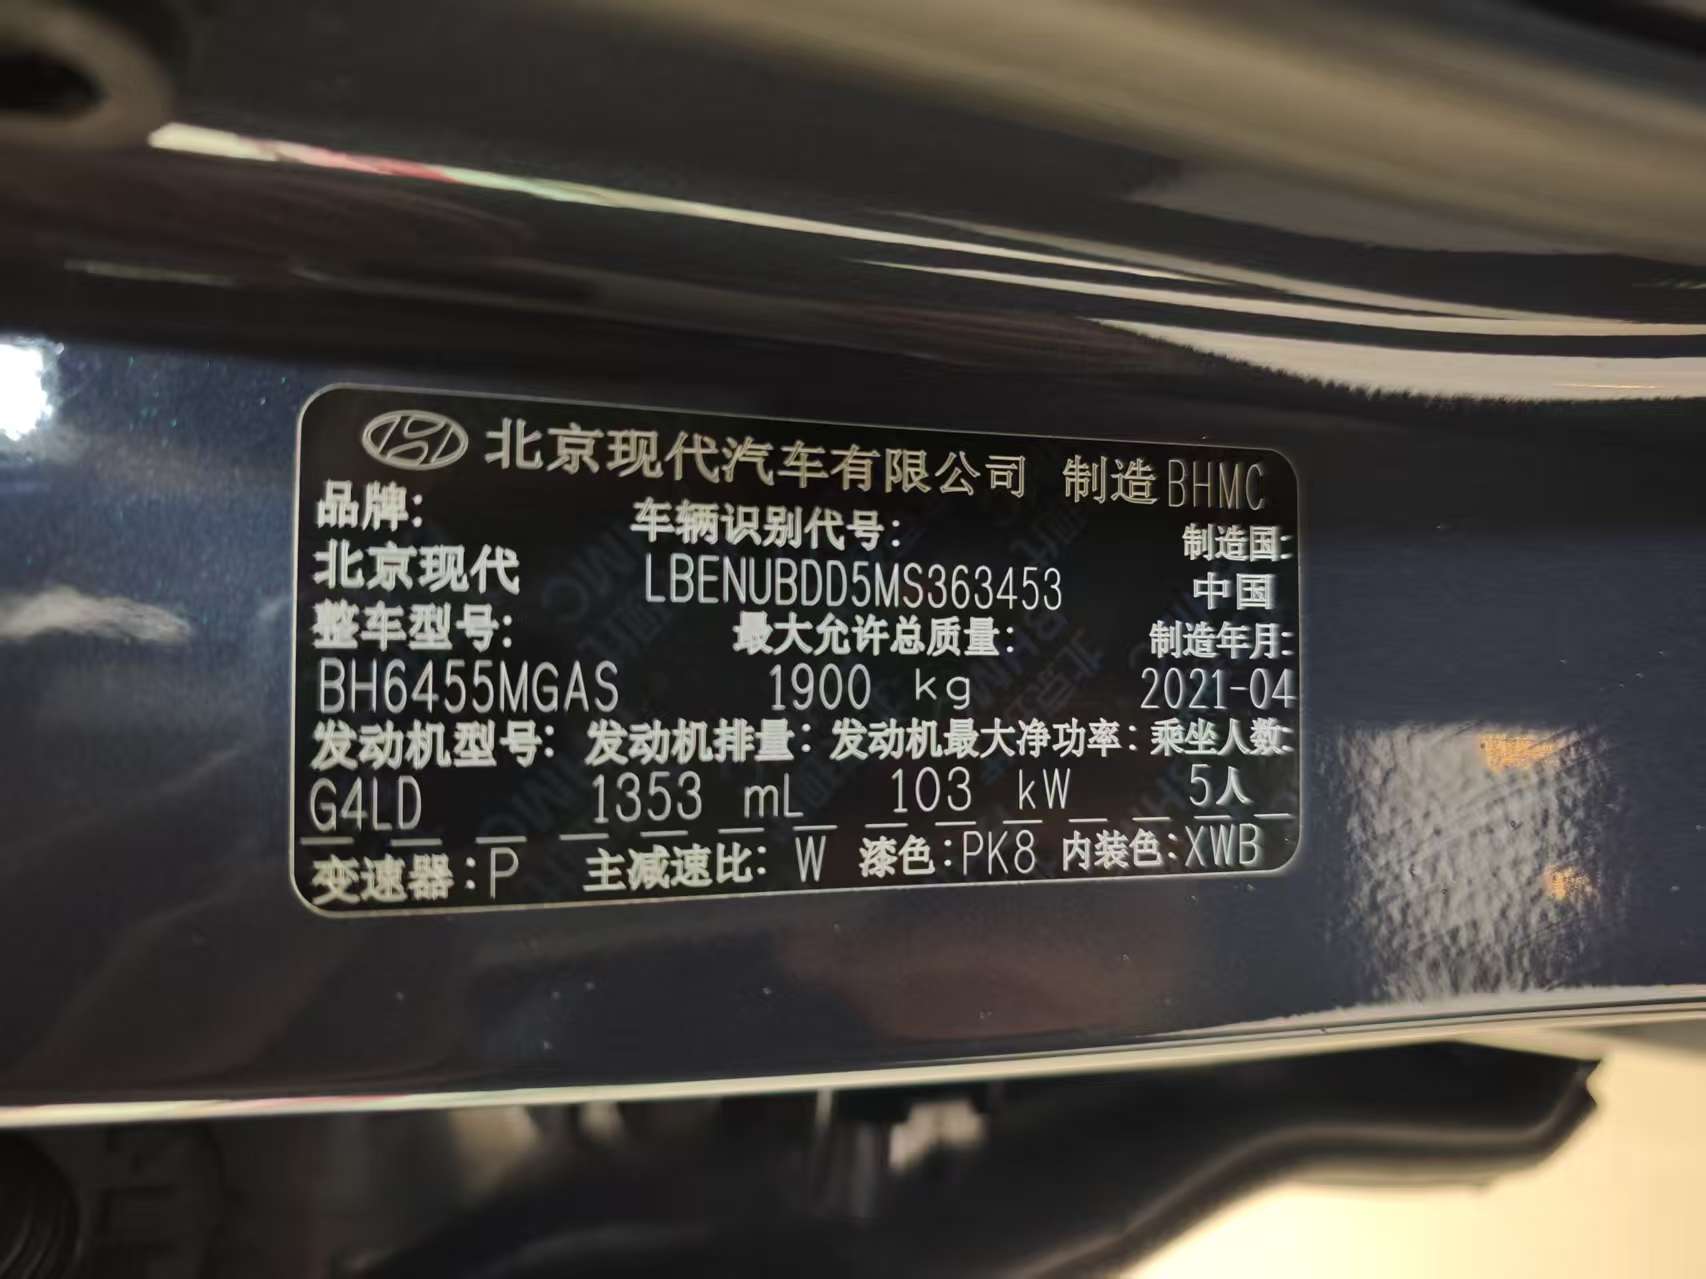 北京现代汽车有限公司 制造 BHMC
品牌: 车辆识别代号: 制造国:
北京现代 LBENUBDD5MS363453 中国
整车型号: 最大允许总质量: 制造年月:
BH6455MGAS 1900 kg 2021-04
发动机型号: 发动机排量: 发动机最大净功率: 乘坐人数:
G4LD 1353 mL 103 kW 5人
变速器:P 主减速比: W 漆色:PK8 内装色:XWB